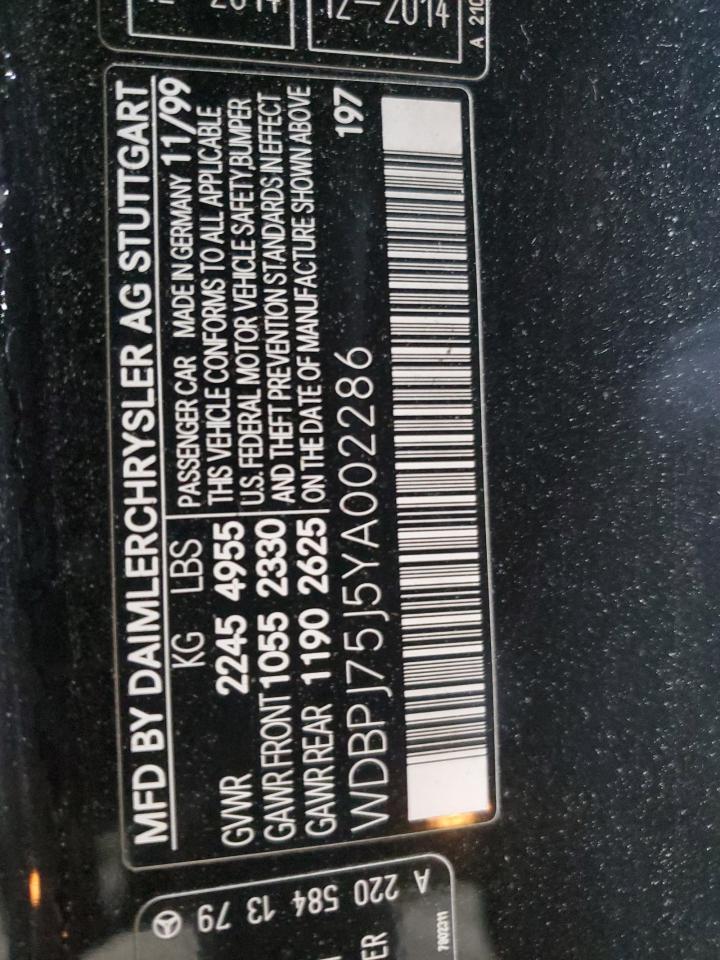 MFD BY DAIMLERCHRYSLER AG STUTTGART
KG LBS
PASSENGER CAR MADE IN GERMANY 11/99
GVWR 2245 4955
THIS VEHICLE CONFORMS TO ALL APPLICABLE
GAWR FRONT 1055 2330
U.S. FEDERAL MOTOR VEHICLE SAFETY BUMPER
GAWR REAR 1190 2625
AND THEFT PREVENTION STANDARDS IN EFFECT
ON THE DATE OF MANUFACTURE SHOWN ABOVE
WDBPJ75J5YA002286
197
12-2014
A 210
A 220 584 13 79
7802311